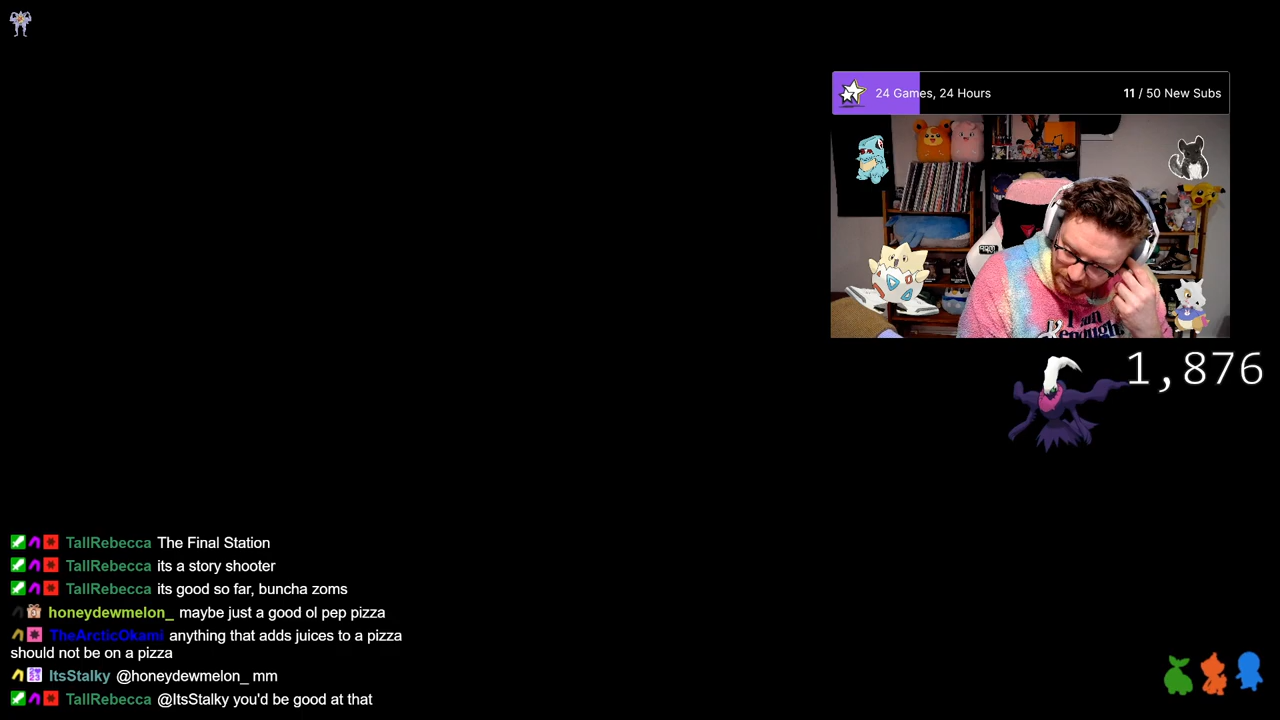 24 Games, 24 Hours
11 / 50 New Subs
I am
Kenough
1,876
TallRebecca The Final Station
TallRebecca its a story shooter
TallRebecca its good so far, buncha zoms
honeydewmelon_ maybe just a good ol pep pizza
TheArcticOkami anything that adds juices to a pizza
should not be on a pizza
ItsStalky @honeydewmelon_ mm
TallRebecca @ItsStalky you'd be good at that